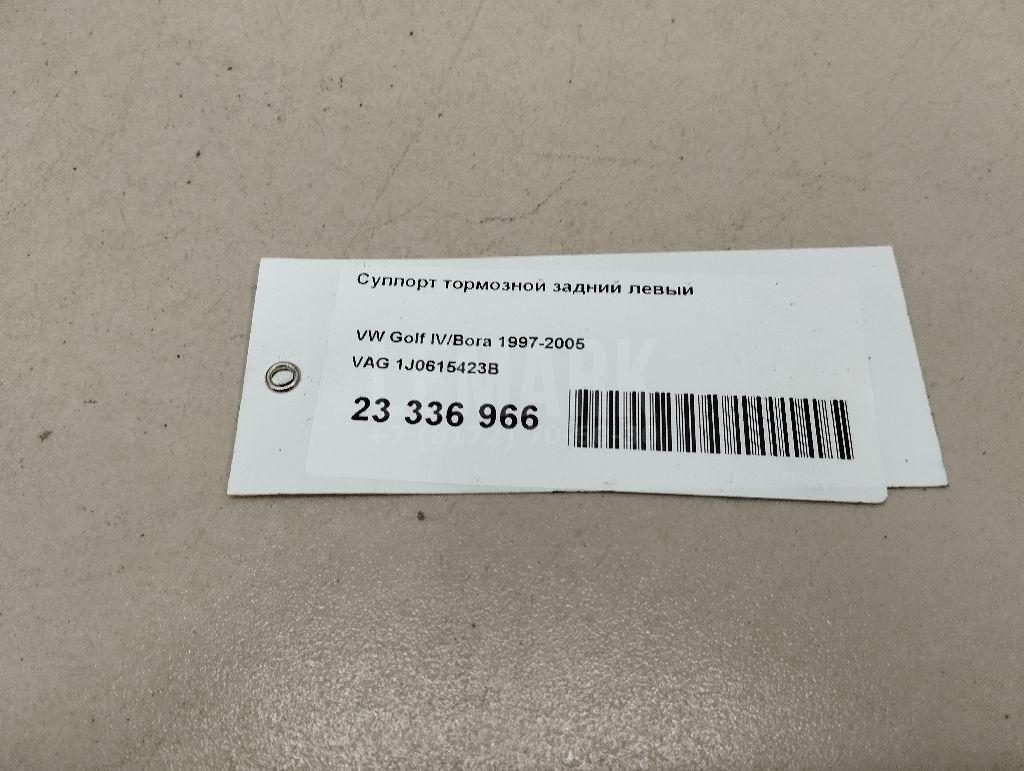 Суппорт тормозной задний левый
VW Golf IV/Bora 1997-2005
VAG 1J0615423B
23 336 966